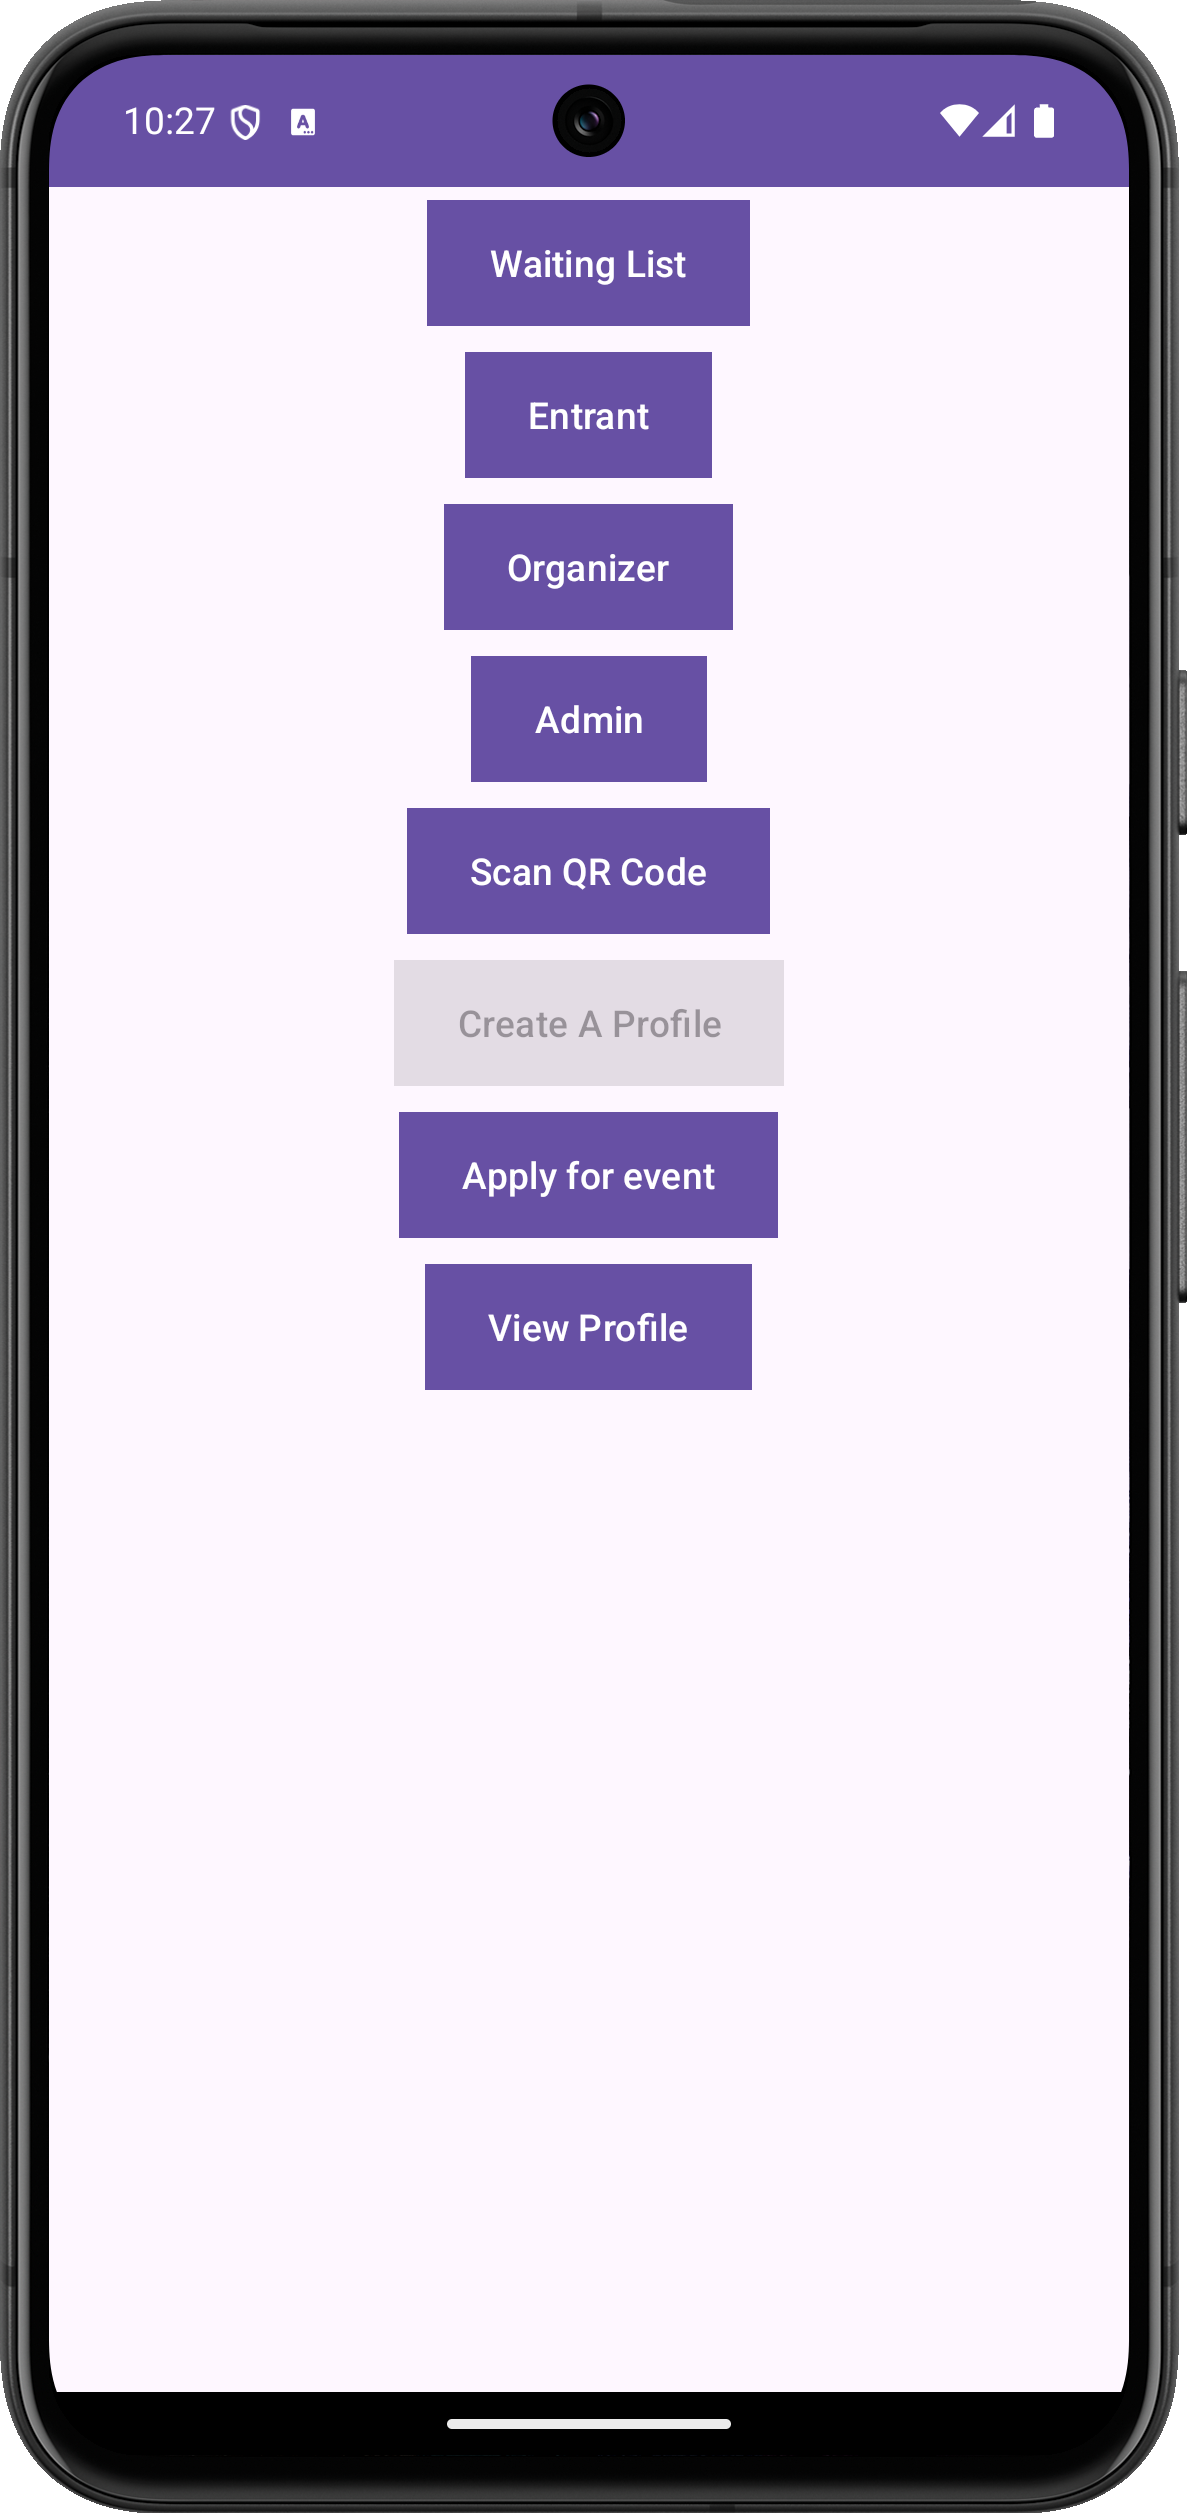 10:27
Waiting List
Entrant
Organizer
Admin
Scan QR Code
Create A Profile
Apply for event
View Profile